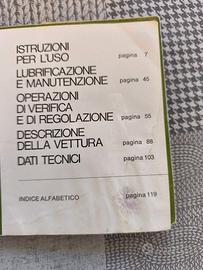 ISTRUZIONI
PER L'USO pagina 7
LUBRIFICAZIONE
E MANUTENZIONE pagina 45
OPERAZIONI
DI VERIFICA
E DI REGOLAZIONE pagina 55
DESCRIZIONE
DELLA VETTURA pagina 88
DATI TECNICI pagina 103
INDICE ALFABETICO pagina 119